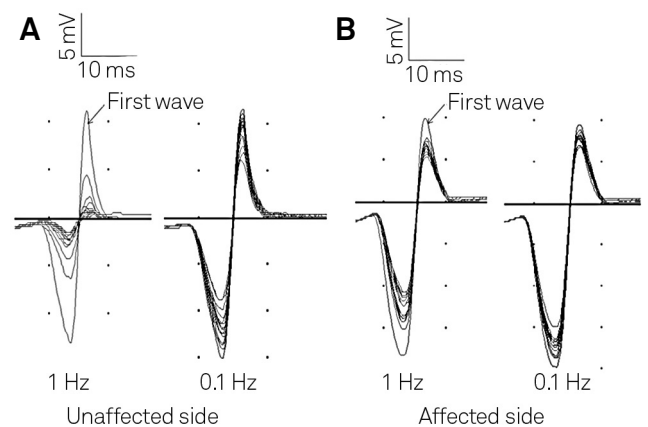 A
5 mV
10 ms
First wave
1 Hz
0.1 Hz
Unaffected side
B
5 mV
10 ms
First wave
1 Hz
0.1 Hz
Affected side